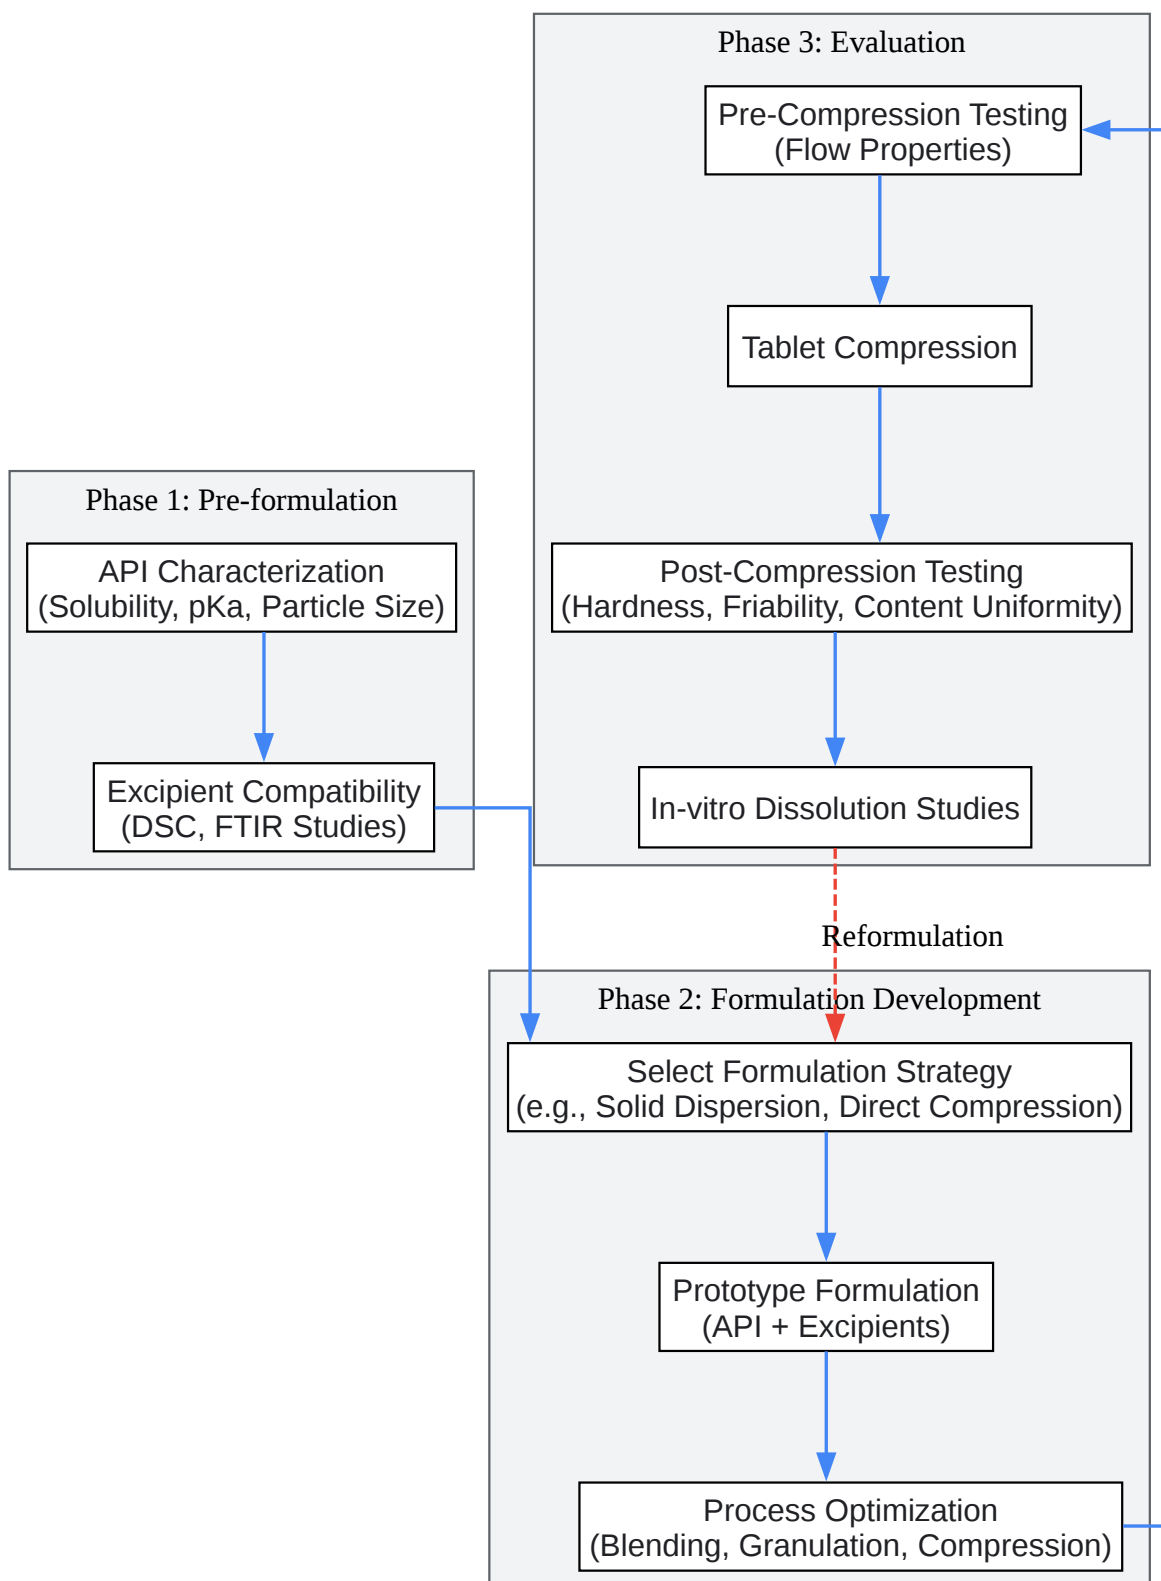 Phase 3: Evaluation
Pre-Compression Testing
(Flow Properties)
Tablet Compression
Phase 1: Pre-formulation
API Characterization
(Solubility, pKa, Particle Size)
Post-Compression Testing
(Hardness, Friability, Content Uniformity)
Excipient Compatibility
(DSC, FTIR Studies)
In-vitro Dissolution Studies
Reformulation
Phase 2: Formulation Development
Select Formulation Strategy
(e.g., Solid Dispersion, Direct Compression)
Prototype Formulation
(API + Excipients)
Process Optimization
(Blending, Granulation, Compression)